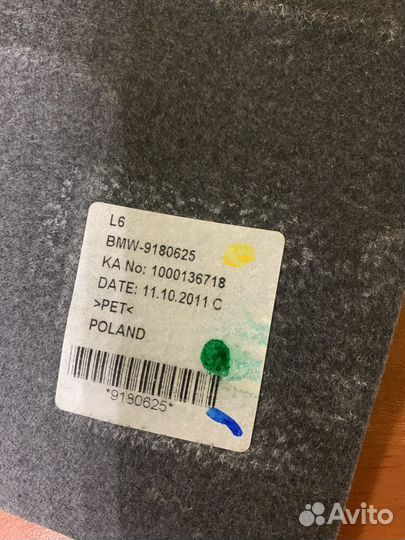 L6
BMW-9180625
KA No: 1000136718
DATE: 11.10.2011 C
>PET<
POLAND
*9180625*
Avito